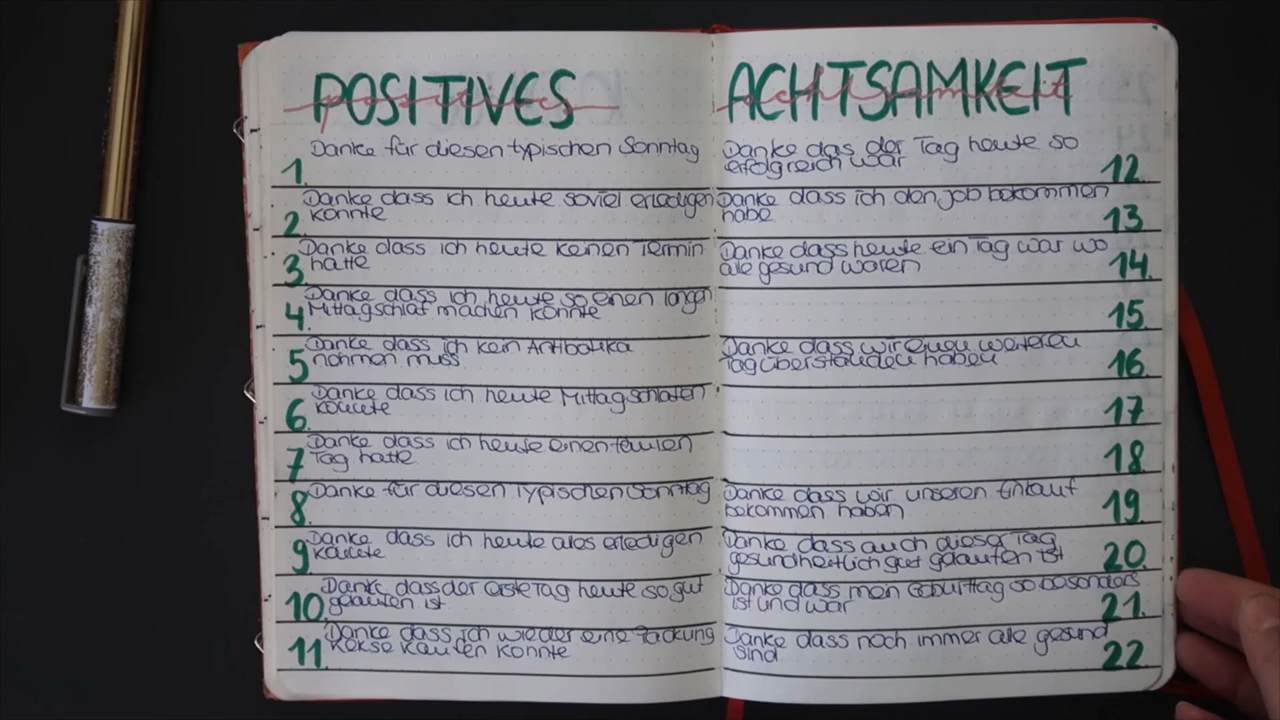 POSITIVES
1. Danke für diesen typischen Sonntag
2. Danke dass ich heute soviel erledigen
konnte
3. Danke dass ich heute keinen Termin
hatte
4. Danke dass ich heute so einen langen
Mittagschlaf machen konnte
5. Danke dass ich kein Antibotika
nehmen muss
6. Danke dass ich heute Mittagschlafen
konnte
7. Danke dass ich heute einen faulen
Tag hatte
8. Danke für diesen typischen Sonntag
9. Danke dass ich heute alles erledigen
konnte
10. Danke dass der erste Tag heute so gut
gelaufen ist
11. Danke dass ich wieder eine Packung
Kekse kaufen konnte
ACHTSAMKEIT
Danke das der Tag heute so
erfolgreich war 12.
Danke dass ich den job bekommen
habe 13.
Danke dass heute ein Tag war wo
alle gesund waren 14.
15.
Danke dass wir einen weiteren
Tag überstanden haben 16.
17.
18.
Danke dass wir unseren Einkauf
bekommen haben 19.
Danke dass auch dieser Tag
gesundheitlich gut gelaufen ist 20.
Danke dass mein Geburttag so besonders
ist und war 21.
Danke dass noch immer alle gesund
sind 22.